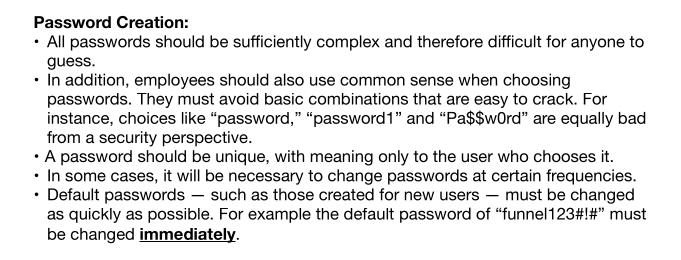 Password Creation:
• All passwords should be sufficiently complex and therefore difficult for anyone to
guess.
• In addition, employees should also use common sense when choosing
passwords. They must avoid basic combinations that are easy to crack. For
instance, choices like “password,” “password1” and “Pa$$w0rd” are equally bad
from a security perspective.
• A password should be unique, with meaning only to the user who chooses it.
• In some cases, it will be necessary to change passwords at certain frequencies.
• Default passwords — such as those created for new users — must be changed
as quickly as possible. For example the default password of “funnel123#!#” must
be changed immediately.